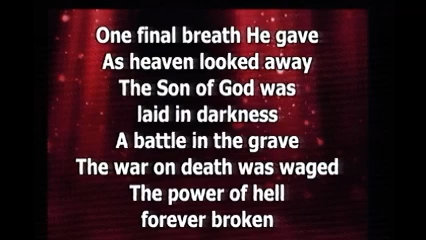 One final breath He gave
As heaven looked away
The Son of God was
laid in darkness
A battle in the grave
The war on death was waged
The power of hell
forever broken